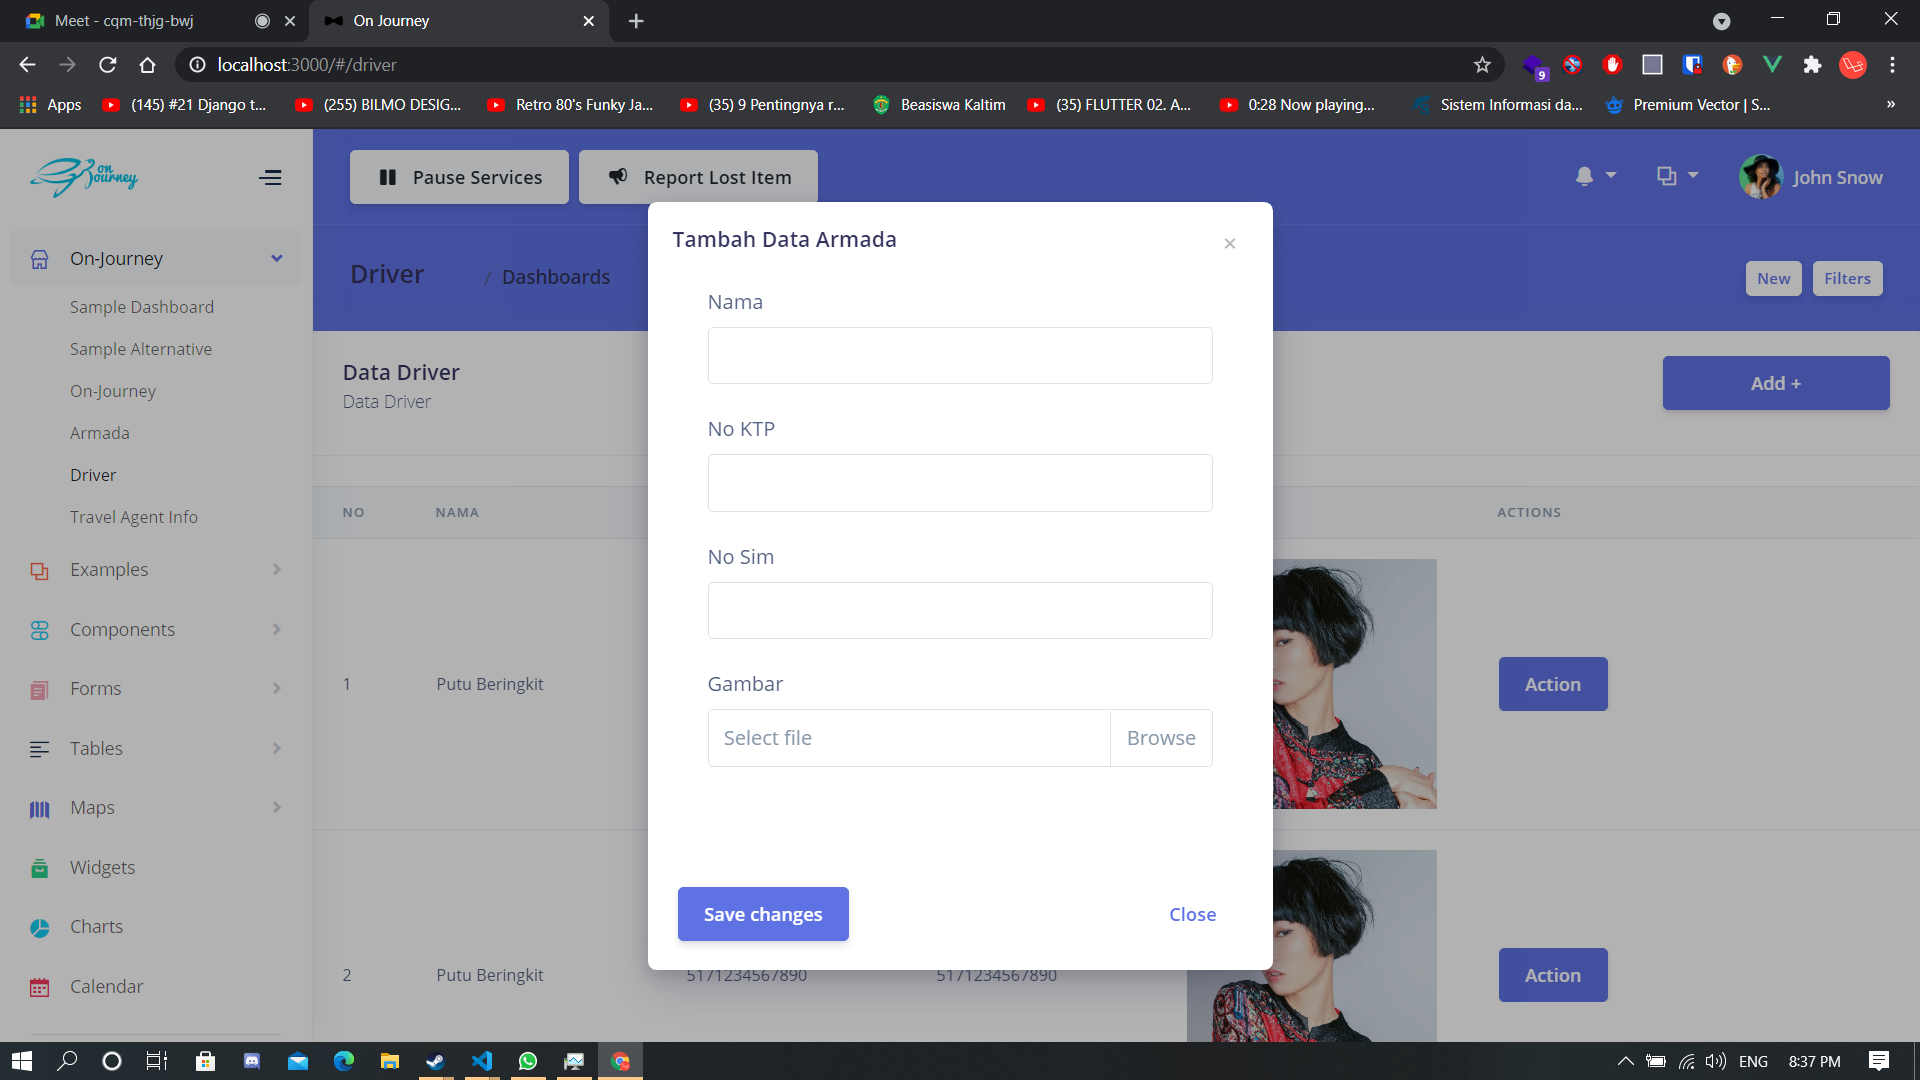 Meet - cqm-thjg-bwj
On Journey
localhost:3000/#/driver
9
Apps
(145) #21 Django t...
(255) BILMO DESIG...
Retro 80's Funky Ja...
(35) 9 Pentingnya r...
Beasiswa Kaltim
(35) FLUTTER 02. A...
0:28 Now playing...
Sistem Informasi da...
Premium Vector | S...
»
on Journey
Pause Services
Report Lost Item
John Snow
Driver / Dashboards
New
Filters
On-Journey
Sample Dashboard
Sample Alternative
On-Journey
Armada
Driver
Travel Agent Info
Examples
Components
Forms
Tables
Maps
Widgets
Charts
Calendar
Data Driver
Data Driver
Add +
NO NAMA ACTIONS
1 Putu Beringkit Action
2 Putu Beringkit 5171234567890 5171234567890 Action
Tambah Data Armada
×
Nama
No KTP
No Sim
Gambar
Select file Browse
Save changes
Close
ENG
8:37 PM